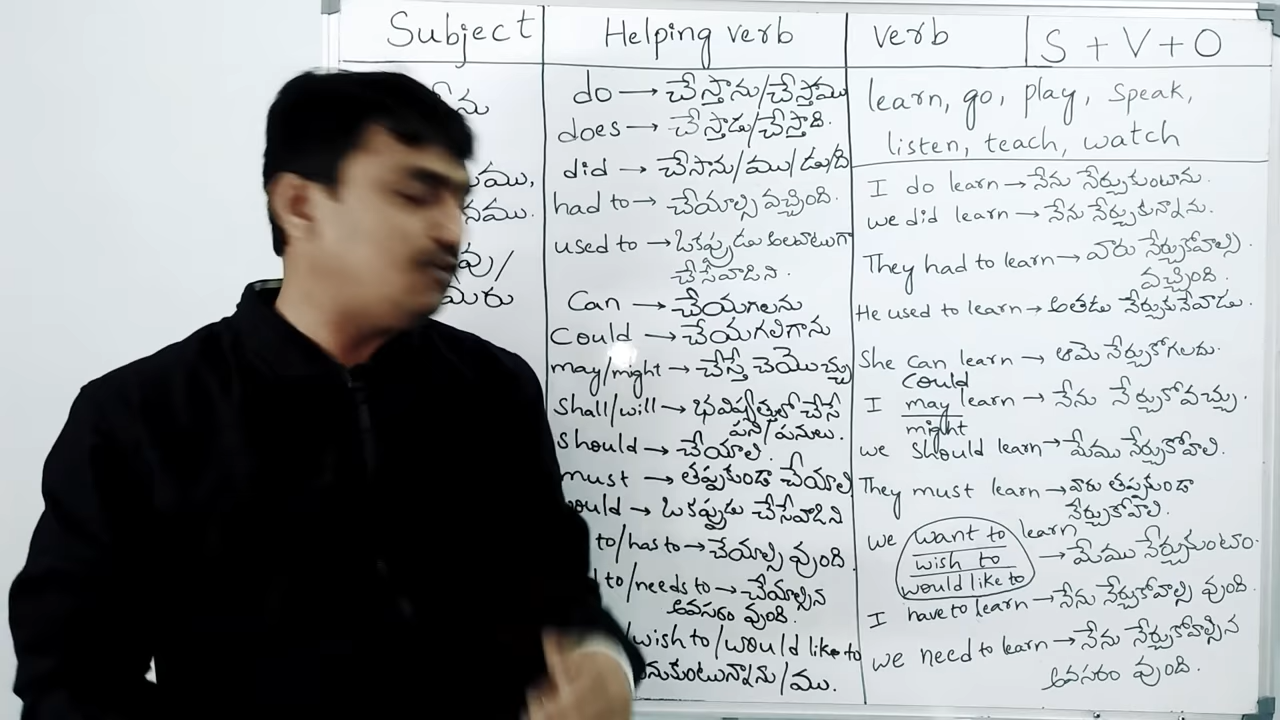 Subject Helping verb verb S + V + O
do → చేస్తాను/చేస్తాము
does → చేస్తాడు/చేస్తాది.
did → చేసాను/ము/డు/ది
had to → చేయాల్సి వచ్చింది.
used to → ఒకప్పుడు అలవాటుగా
చేసేవాడిని.
Can → చేయగలను
Could → చేయగలిగాను
may/might → చేస్తే చెయొచ్చు
Shall/will → భవిష్యత్తులో చేసే
పని/పనులు.
Should → చేయాలి.
must → తప్పకుండా చేయాలి
→ ఒకప్పుడు చేసేవాడిని
to/has to → చేయాల్సి వుంది.
to/needs to → చేయాల్సిన
అవసరం వుంది.
wish to/would like to
/ము.
learn, go, play, speak,
listen, teach, watch
I do learn → నేను నేర్చుకుంటాను.
we did learn → నేను నేర్చుకున్నాను.
They had to learn → వారు నేర్చుకోవాల్సి
వచ్చింది.
He used to learn → అతడు నేర్చుకునేవాడు.
She can learn → ఆమె నేర్చుకోగలదు.
could
I may learn → నేను నేర్చుకోవచ్చు.
might
we should learn → మేము నేర్చుకోవాలి.
They must learn → వారు తప్పకుండా
నేర్చుకోవాలి.
we want to learn
wish to → మేము నేర్చుకుంటాం.
would like to
I have to learn → నేను నేర్చుకోవాల్సి వుంది.
we need to learn → నేను నేర్చుకోవాల్సిన
అవసరం వుంది.